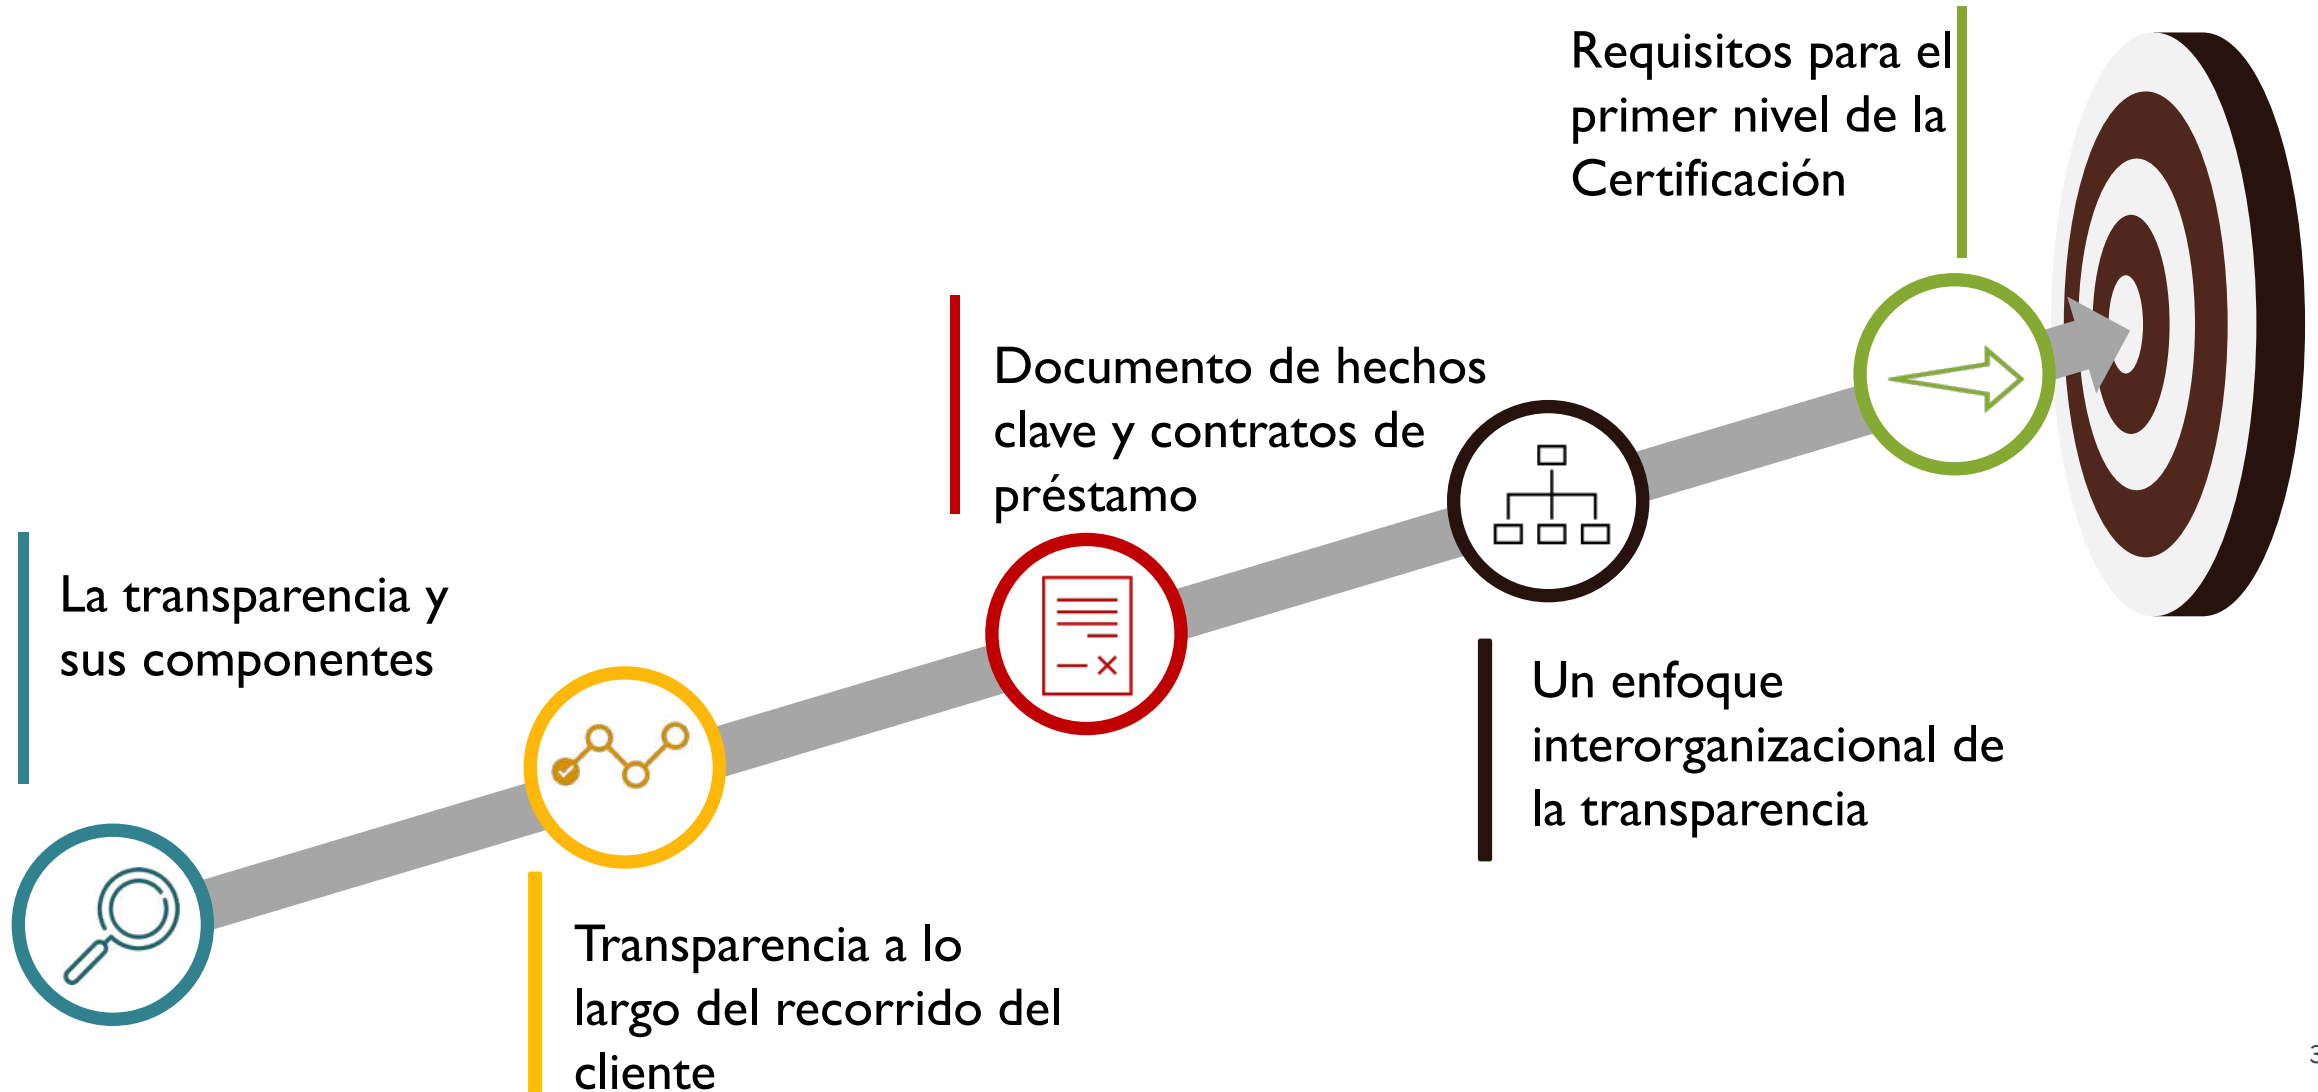 La transparencia y
sus componentes
Transparencia a lo
largo del recorrido del
cliente
Documento de hechos
clave y contratos de
préstamo
Un enfoque
interorganizacional de
la transparencia
Requisitos para el
primer nivel de la
Certificación
3